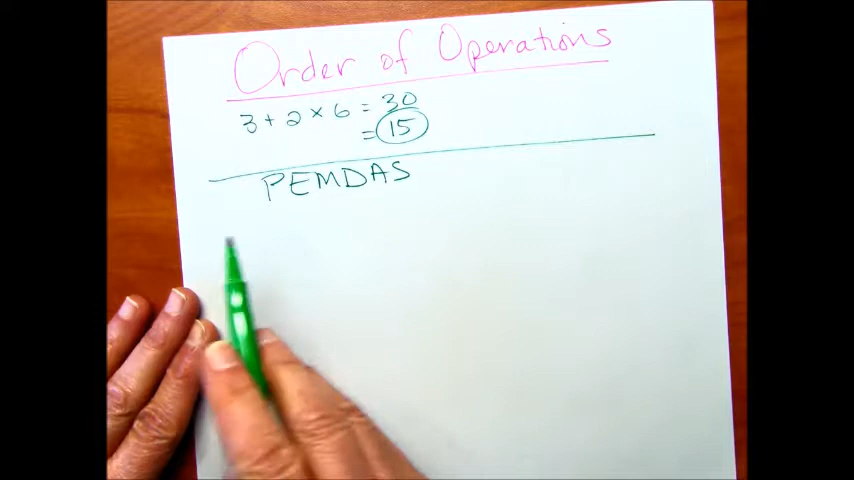 Order of Operations
3 + 2 × 6 = 30
= 15
PEMDAS